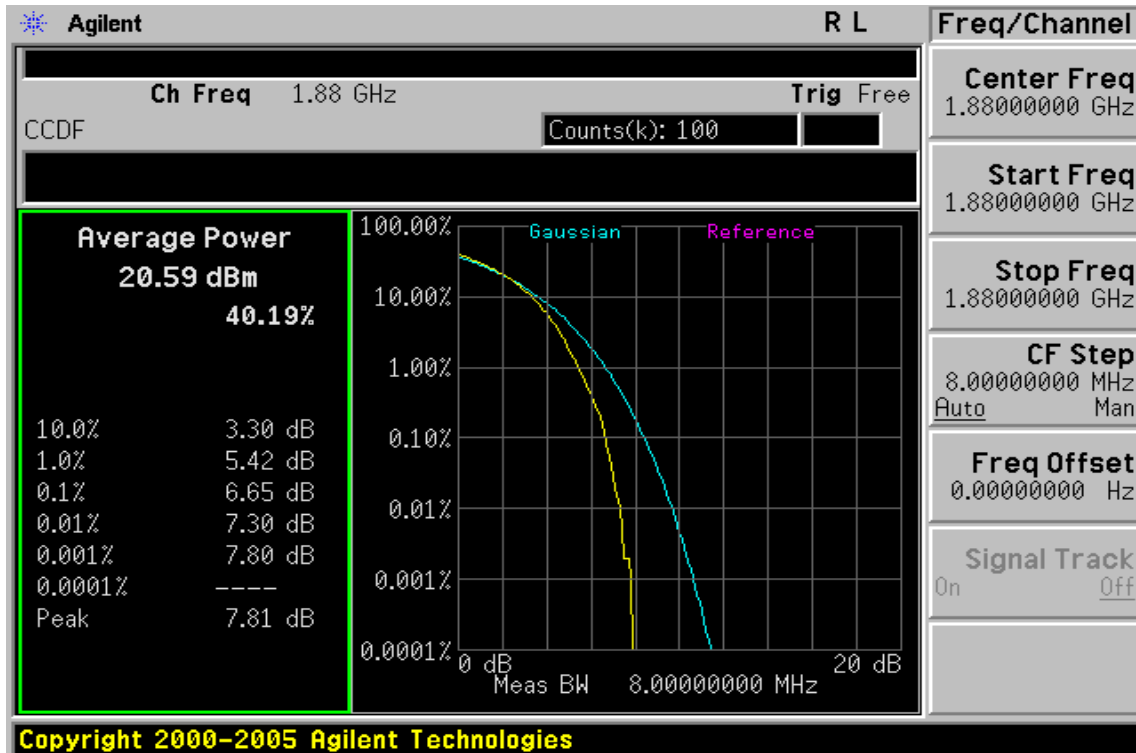 Agilent
R L
Ch Freq 1.88 GHz
Trig Free
CCDF
Counts(k): 100
Average Power
20.59 dBm
40.19%
10.0% 3.30 dB
1.0% 5.42 dB
0.1% 6.65 dB
0.01% 7.30 dB
0.001% 7.80 dB
0.0001% ----
Peak 7.81 dB
Gaussian
Reference
100.00%
10.00%
1.00%
0.10%
0.01%
0.001%
0.0001%
0 dB
20 dB
Meas BW 8.00000000 MHz
Freq/Channel
Center Freq
1.88000000 GHz
Start Freq
1.88000000 GHz
Stop Freq
1.88000000 GHz
CF Step
8.00000000 MHz
Auto Man
Freq Offset
0.00000000 Hz
Signal Track
On Off
Copyright 2000-2005 Agilent Technologies